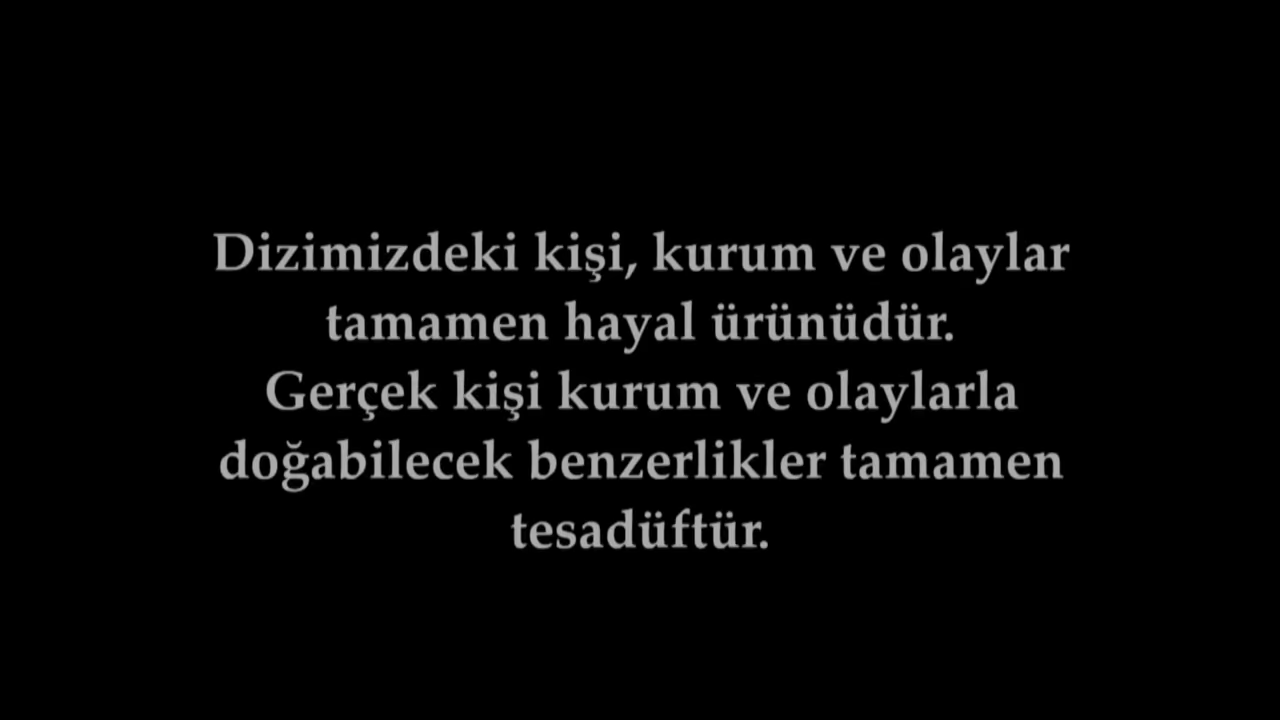 Dizimizdeki kişi, kurum ve olaylar
tamamen hayal ürünüdür.
Gerçek kişi kurum ve olaylarla
doğabilecek benzerlikler tamamen
tesadüftür.